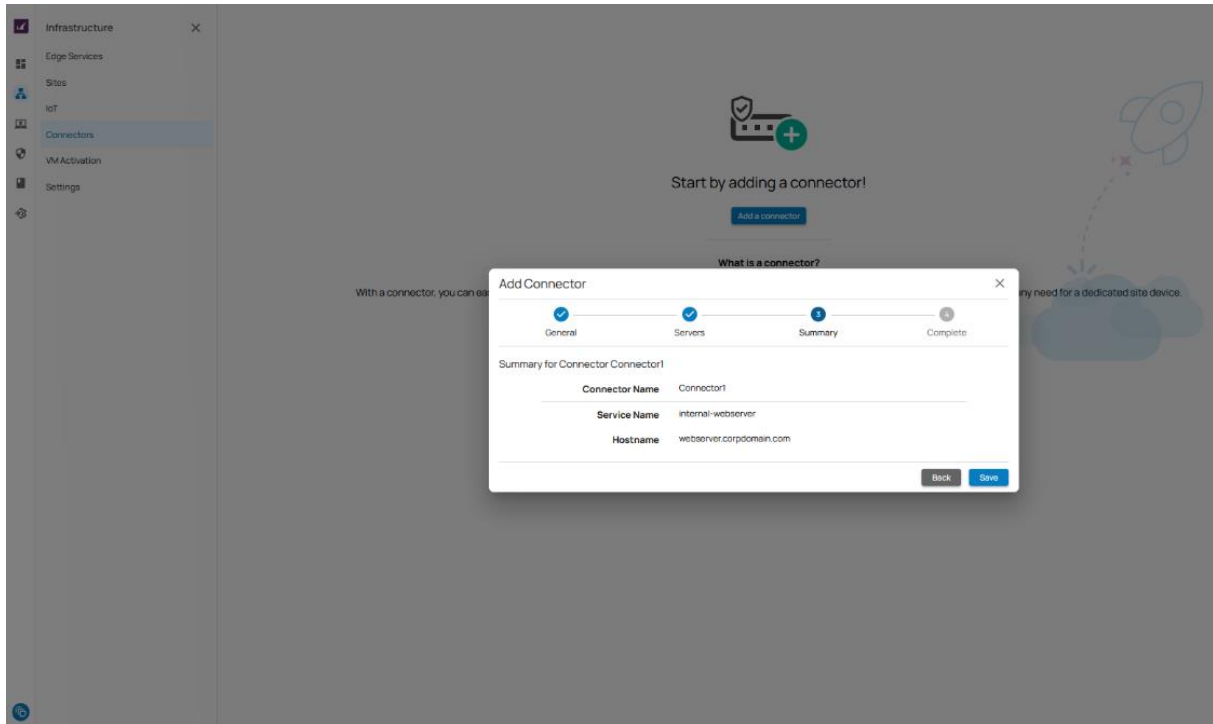 Infrastructure
Edge Services
Sites
IoT
Connectors
VM Activation
Settings
Start by adding a connector!
Add a connector
What is a connector?
With a connector, you can ea
ny need for a dedicated site device.
Add Connector
General
Servers
3
Summary
4
Complete
Summary for Connector Connector1
Connector Name Connector1
Service Name internal-webserver
Hostname webserver.corpdomain.com
Back Save